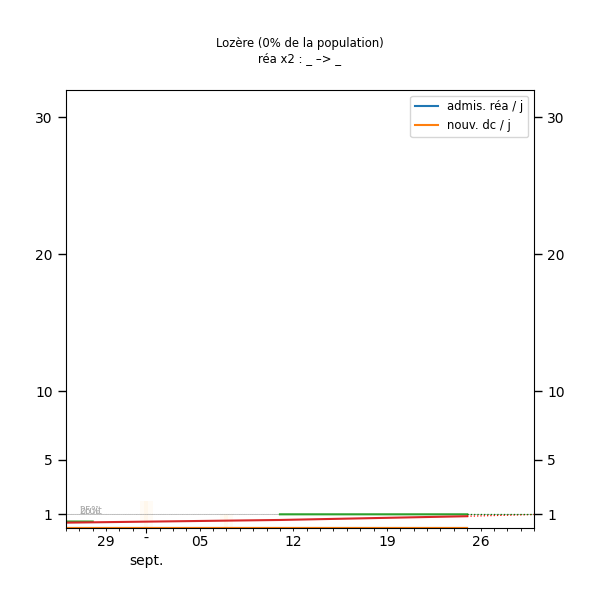 Lozère (0% de la population)
réa x2 : _ –> _
admis. réa / j
nouv. dc / j
30 30
20 20
10 10
5 5
1 1
29 - 05 12 19 26
sept.